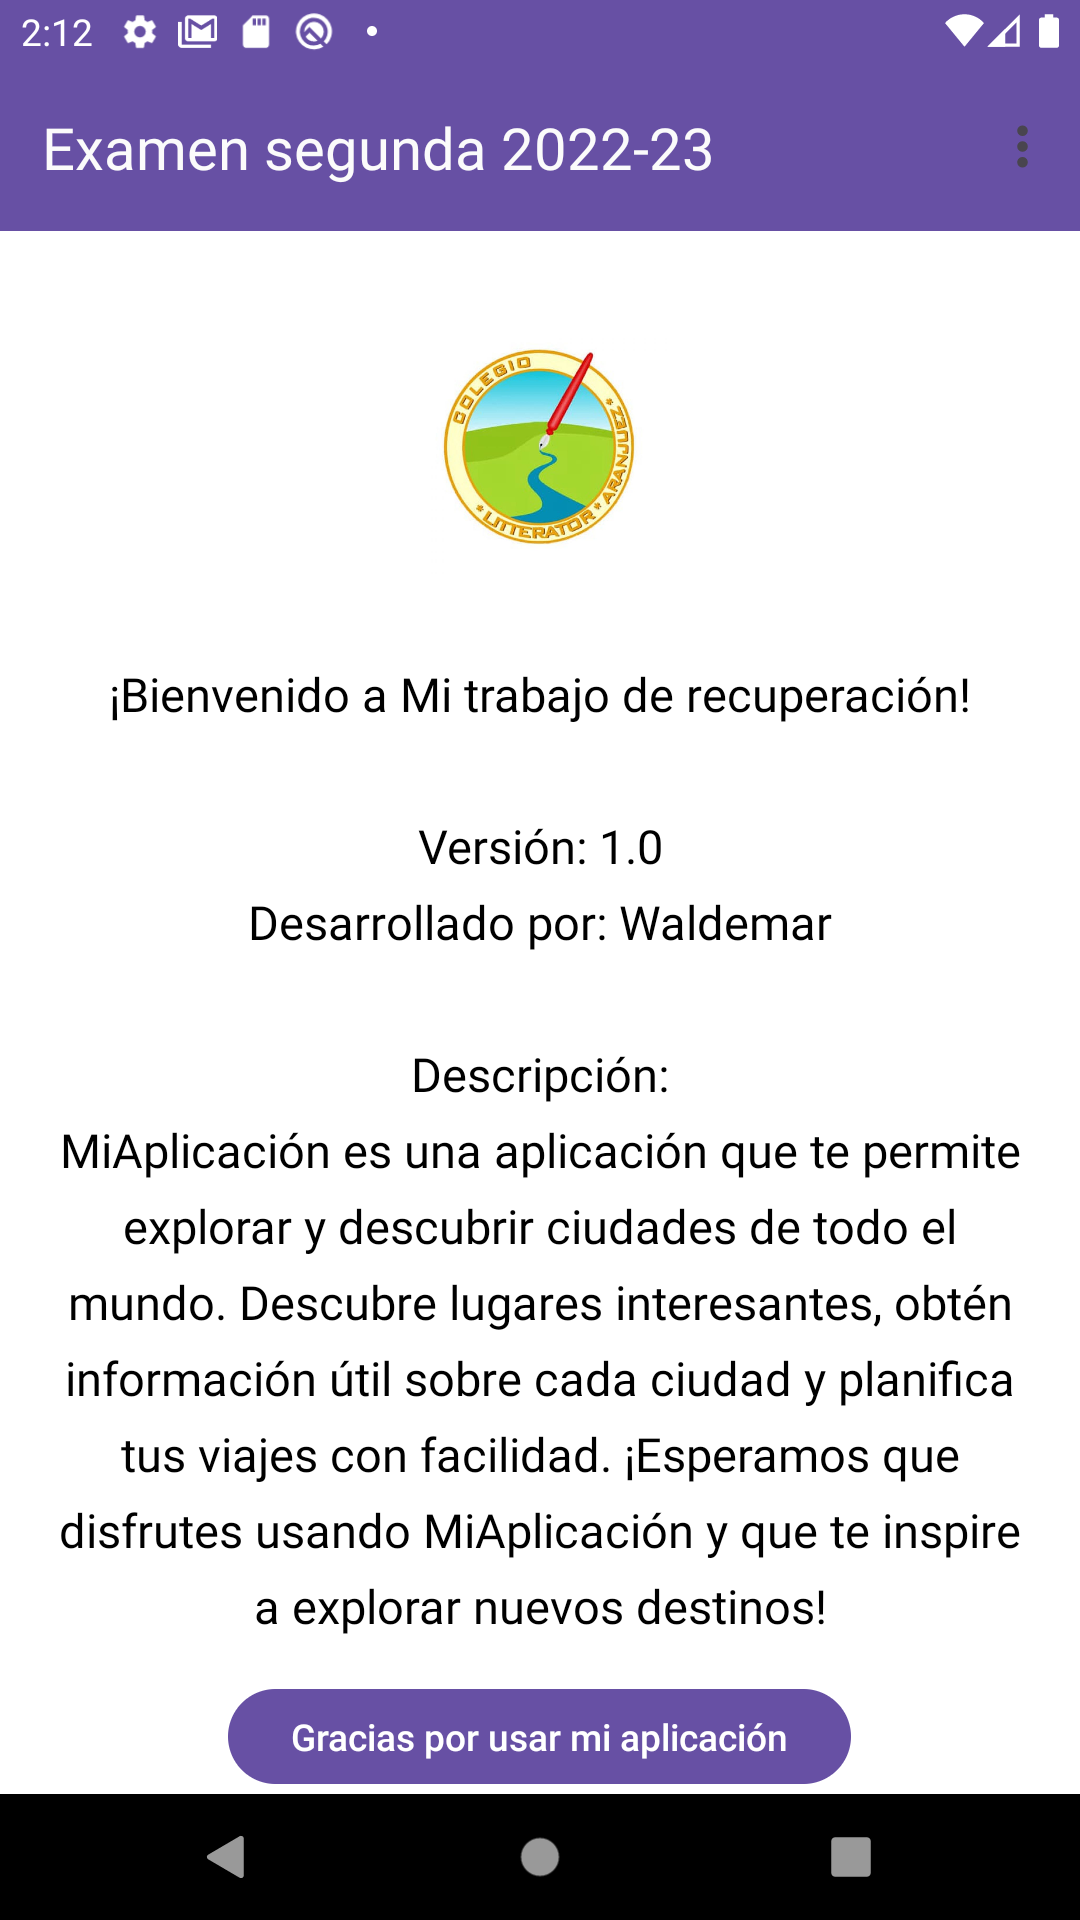 2:12
Examen segunda 2022-23
COLEGIO
* LITTERATOR * ARANJUEZ *
¡Bienvenido a Mi trabajo de recuperación!
Versión: 1.0
Desarrollado por: Waldemar
Descripción:
MiAplicación es una aplicación que te permite
explorar y descubrir ciudades de todo el
mundo. Descubre lugares interesantes, obtén
información útil sobre cada ciudad y planifica
tus viajes con facilidad. ¡Esperamos que
disfrutes usando MiAplicación y que te inspire
a explorar nuevos destinos!
Gracias por usar mi aplicación